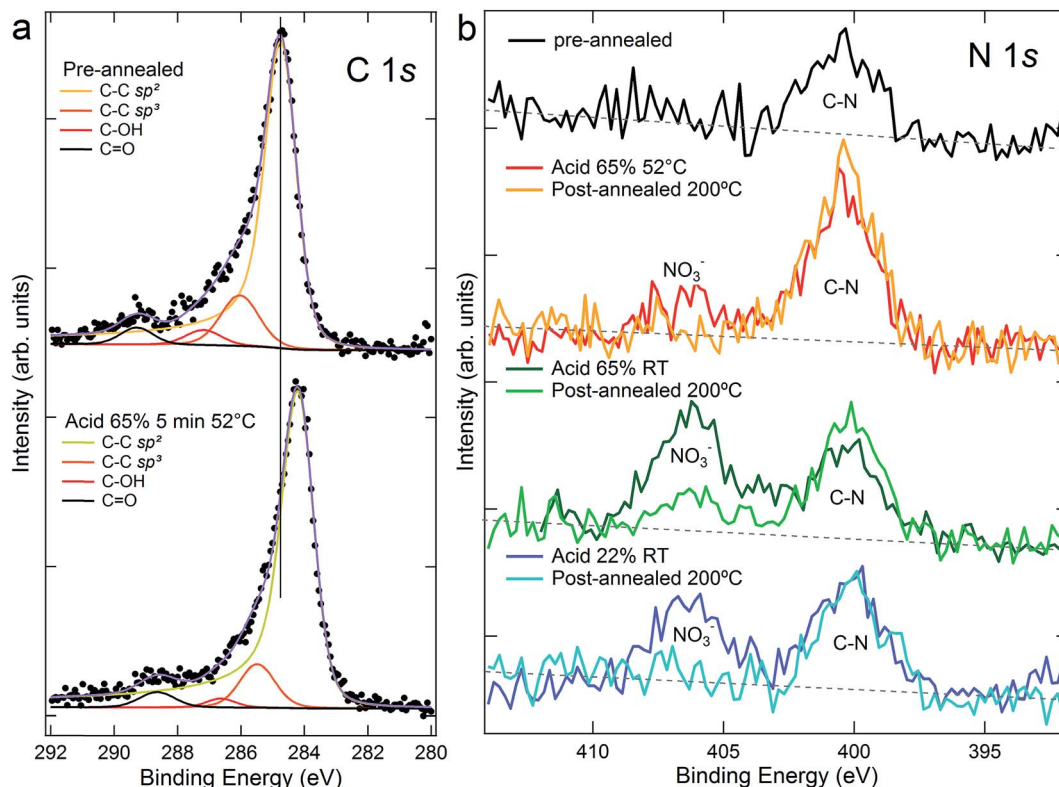 a
C 1s
Pre-annealed
C-C sp²
C-C sp³
C-OH
C=O
Acid 65% 5 min 52°C
C-C sp²
C-C sp³
C-OH
C=O
Intensity (arb. units)
292 290 288 286 284 282 280
Binding Energy (eV)
b
N 1s
pre-annealed
C-N
Acid 65% 52°C
Post-annealed 200ºC
NO₃⁻
C-N
Acid 65% RT
Post-annealed 200ºC
NO₃⁻
C-N
Acid 22% RT
Post-annealed 200ºC
NO₃⁻
C-N
Intensity (arb. units)
410 405 400 395
Binding Energy (eV)